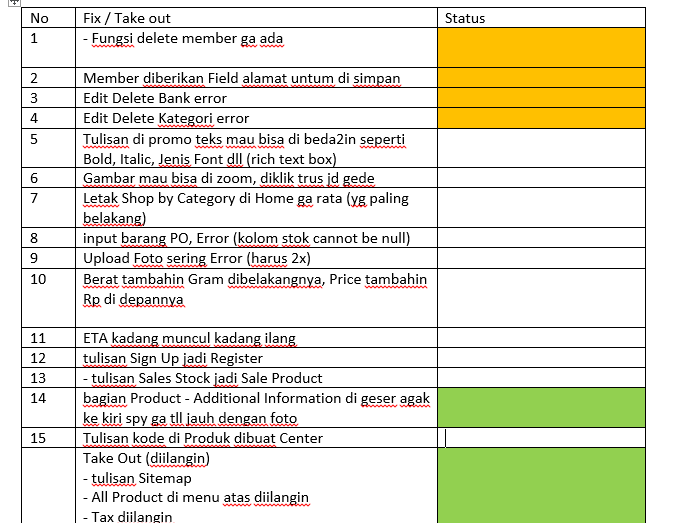 No Fix / Take out Status
1 - Fungsi delete member ga ada
2 Member diberikan Field alamat untum di simpan
3 Edit Delete Bank error
4 Edit Delete Kategori error
5 Tulisan di promo teks mau bisa di beda2in seperti
Bold, Italic, Jenis Font dll (rich text box)
6 Gambar mau bisa di zoom, diklik trus jd gede
7 Letak Shop by Category di Home ga rata (yg paling
belakang)
8 input barang PO, Error (kolom stok cannot be null)
9 Upload Foto sering Error (harus 2x)
10 Berat tambahin Gram dibelakangnya, Price tambahin
Rp di depannya
11 ETA kadang muncul kadang ilang
12 tulisan Sign Up jadi Register
13 - tulisan Sales Stock jadi Sale Product
14 bagian Product - Additional Information di geser agak
ke kiri spy ga tll jauh dengan foto
15 Tulisan kode di Produk dibuat Center
Take Out (diilangin)
- tulisan Sitemap
- All Product di menu atas diilangin
- Tax diilangin